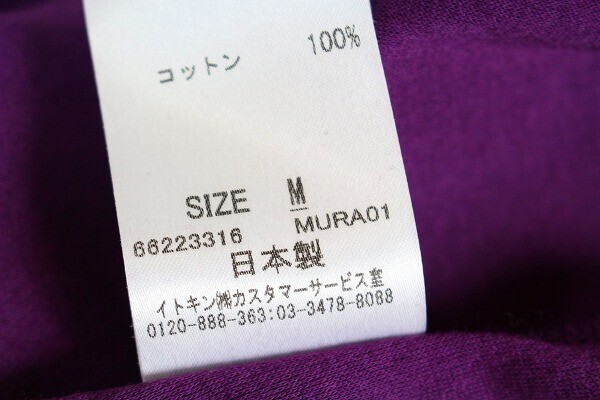 コットン 100%
SIZE M
66223316 MURA01
日本製
イトキン㈱カスタマーサービス室
0120-888-363:03-3478-8088